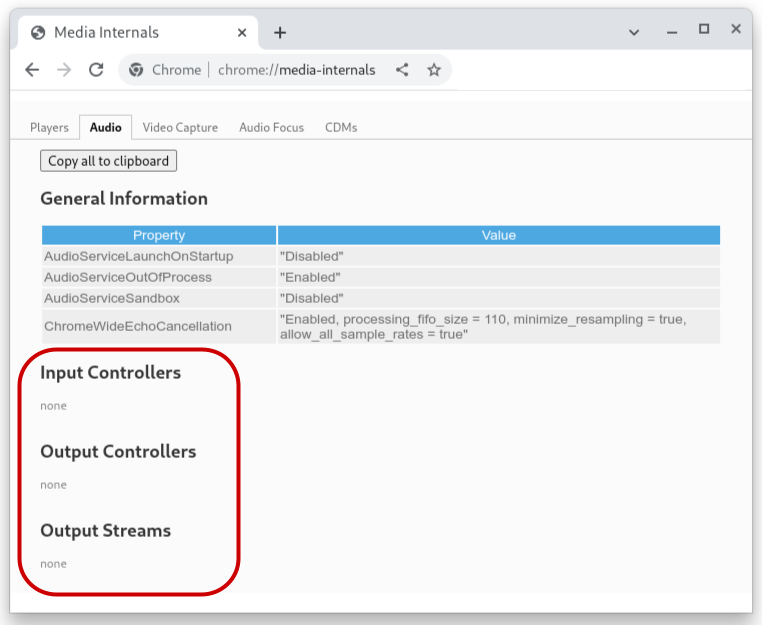 Media Internals
Chrome | chrome://media-internals
Players Audio Video Capture Audio Focus CDMs
Copy all to clipboard
General Information
Property Value
AudioServiceLaunchOnStartup "Disabled"
AudioServiceOutOfProcess "Enabled"
AudioServiceSandbox "Disabled"
ChromeWideEchoCancellation "Enabled, processing_fifo_size = 110, minimize_resampling = true,
allow_all_sample_rates = true"
Input Controllers
none
Output Controllers
none
Output Streams
none